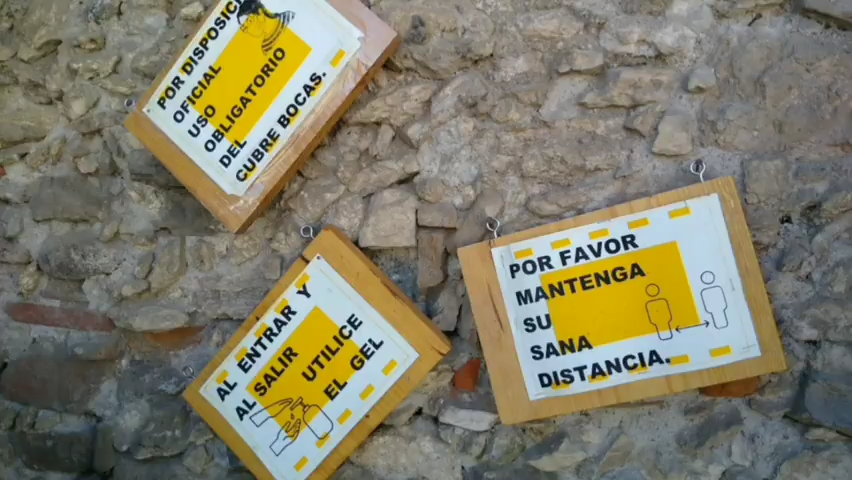 POR DISPOSIC
OFICIAL
USO
OBLIGATORIO
DEL
CUBRE BOCAS.
AL ENTRAR Y
AL SALIR UTILICE
EL GEL
POR FAVOR
MANTENGA
SU
SANA
DISTANCIA.